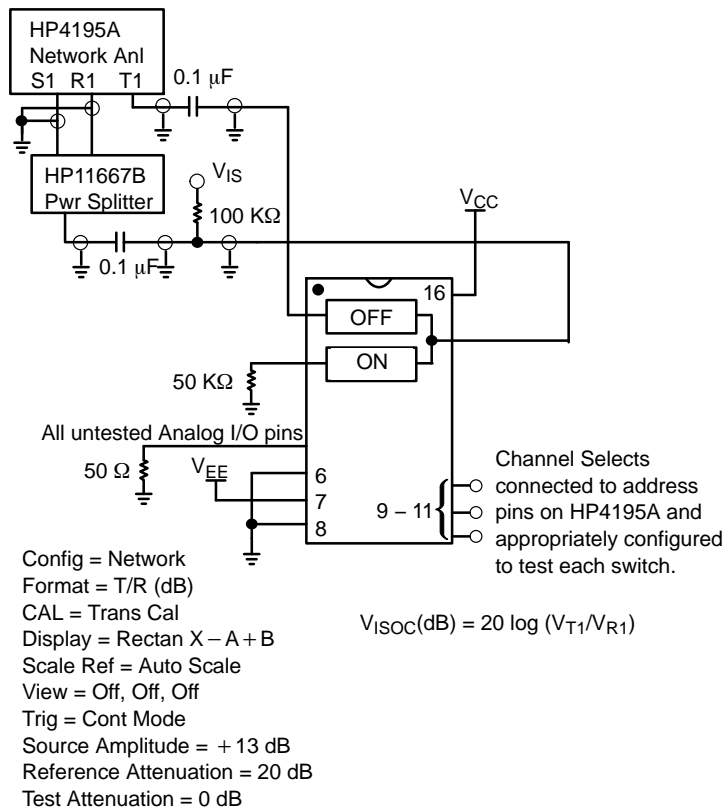 HP4195A
Network Anl
S1 R1 T1
0.1 μF
HP11667B
Pwr Splitter
VIS
100 KΩ
VCC
0.1 μF
16
OFF
ON
50 KΩ
All untested Analog I/O pins
50 Ω
VEE
6
7
8
9 – 11
Channel Selects
connected to address
pins on HP4195A and
appropriately configured
to test each switch.
Config = Network
Format = T/R (dB)
CAL = Trans Cal
Display = Rectan X – A + B
Scale Ref = Auto Scale
View = Off, Off, Off
Trig = Cont Mode
Source Amplitude = +13 dB
Reference Attenuation = 20 dB
Test Attenuation = 0 dB
VISOC(dB) = 20 log (VT1/VR1)